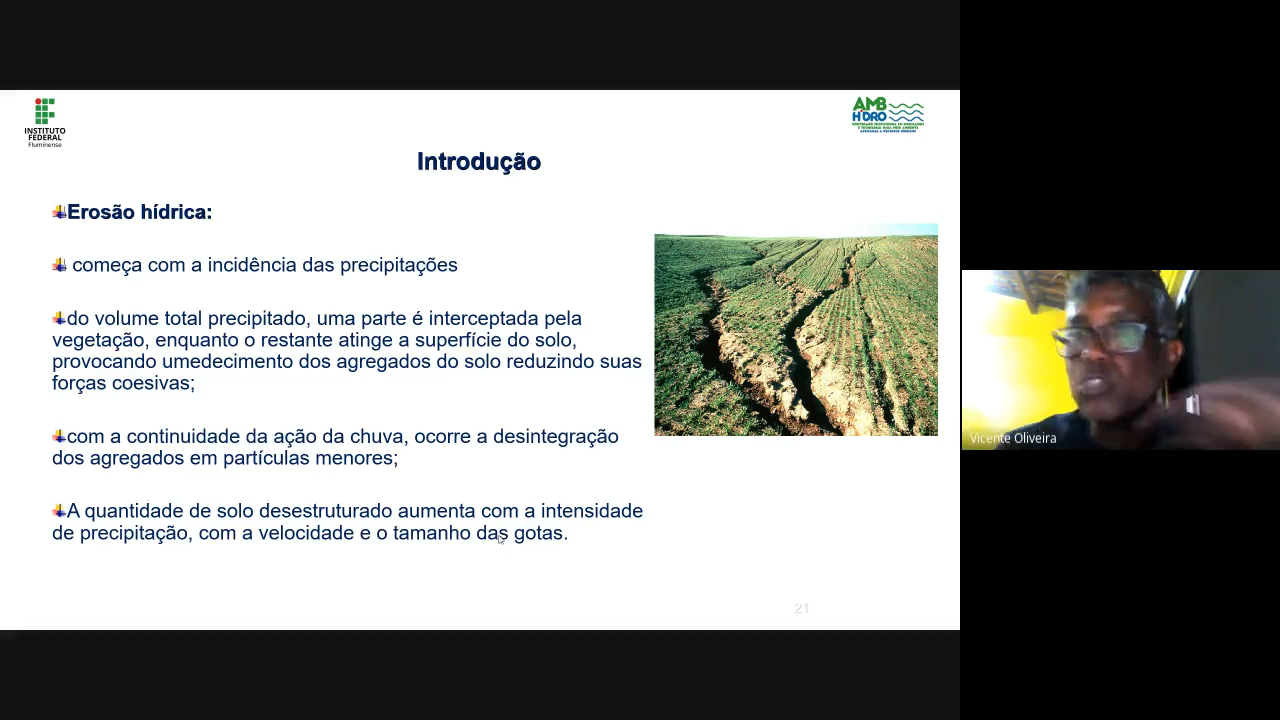 INSTITUTO
FEDERAL
Fluminense
AMB
HIDRO
Introdução
Erosão hídrica:
começa com a incidência das precipitações
do volume total precipitado, uma parte é interceptada pela
vegetação, enquanto o restante atinge a superfície do solo,
provocando umedecimento dos agregados do solo reduzindo suas
forças coesivas;
com a continuidade da ação da chuva, ocorre a desintegração
dos agregados em partículas menores;
A quantidade de solo desestruturado aumenta com a intensidade
de precipitação, com a velocidade e o tamanho das gotas.
21
Vicente Oliveira